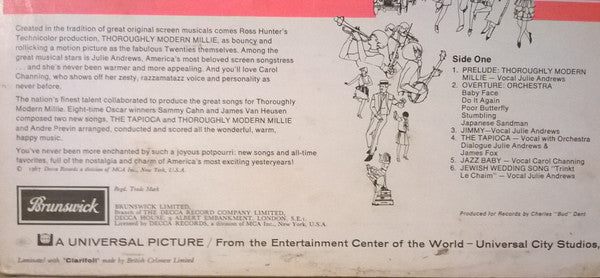 Created in the tradition of great original screen musicals comes Ross Hunter's
Technicolor production, THOROUGHLY MODERN MILLIE, as bouncy and
rollicking a motion picture as the fabulous Twenties themselves. Among the
great musical stars is Julie Andrews, America's most beloved screen songstress
. . . and she's never been warmer and more appealing. And you'll love Carol
Channing, who shows off her zesty, razzamatazz voice and personality as
never before.
The nation's finest talent collaborated to produce the great songs for Thoroughly
Modern Millie. Eight-time Oscar winners—Sammy Cahn and James Van Heusen
composed two new songs. THE TAPIOCA and THOROUGHLY MODERN MILLIE
and Andre Previn arranged, conducted and scored all the wonderful, warm,
happy music.
You've never been more enchanted by such a joyous potpourri: new songs and all-time
favorites, full of the nostalgia and charm of America's most exciting yesteryears!
© 1967 Decca Records a division of MCA Inc., New York, U.S.A.
Side One
1. PRELUDE: THOROUGHLY MODERN
MILLIE — Vocal Julie Andrews
2. OVERTURE: ORCHESTRA
Baby Face
Do It Again
Poor Butterfly
Stumbling
Japanese Sandman
3. JIMMY—Vocal Julie Andrews
4. THE TAPIOCA — Vocal with Orchestra
Dialogue Julie Andrews &
James Fox
5. JAZZ BABY — Vocal Carol Channing
6. JEWISH WEDDING SONG "Trinkt
Le Chaim" — Vocal Julie Andrews
Regd. Trade Mark
Brunswick
BRUNSWICK LIMITED,
Branch of THE DECCA RECORD COMPANY LIMITED,
DECCA HOUSE, 9 ALBERT EMBANKMENT, LONDON, S.E.1.
Licensed by DECCA RECORDS, a division of MCA Inc., New York, U.S.A.
Produced for Records by Charles "Bud" Dant
A UNIVERSAL PICTURE / From the Entertainment Center of the World — Universal City Studios,
Laminated with "Clarifoil" made by British Celanese Limited